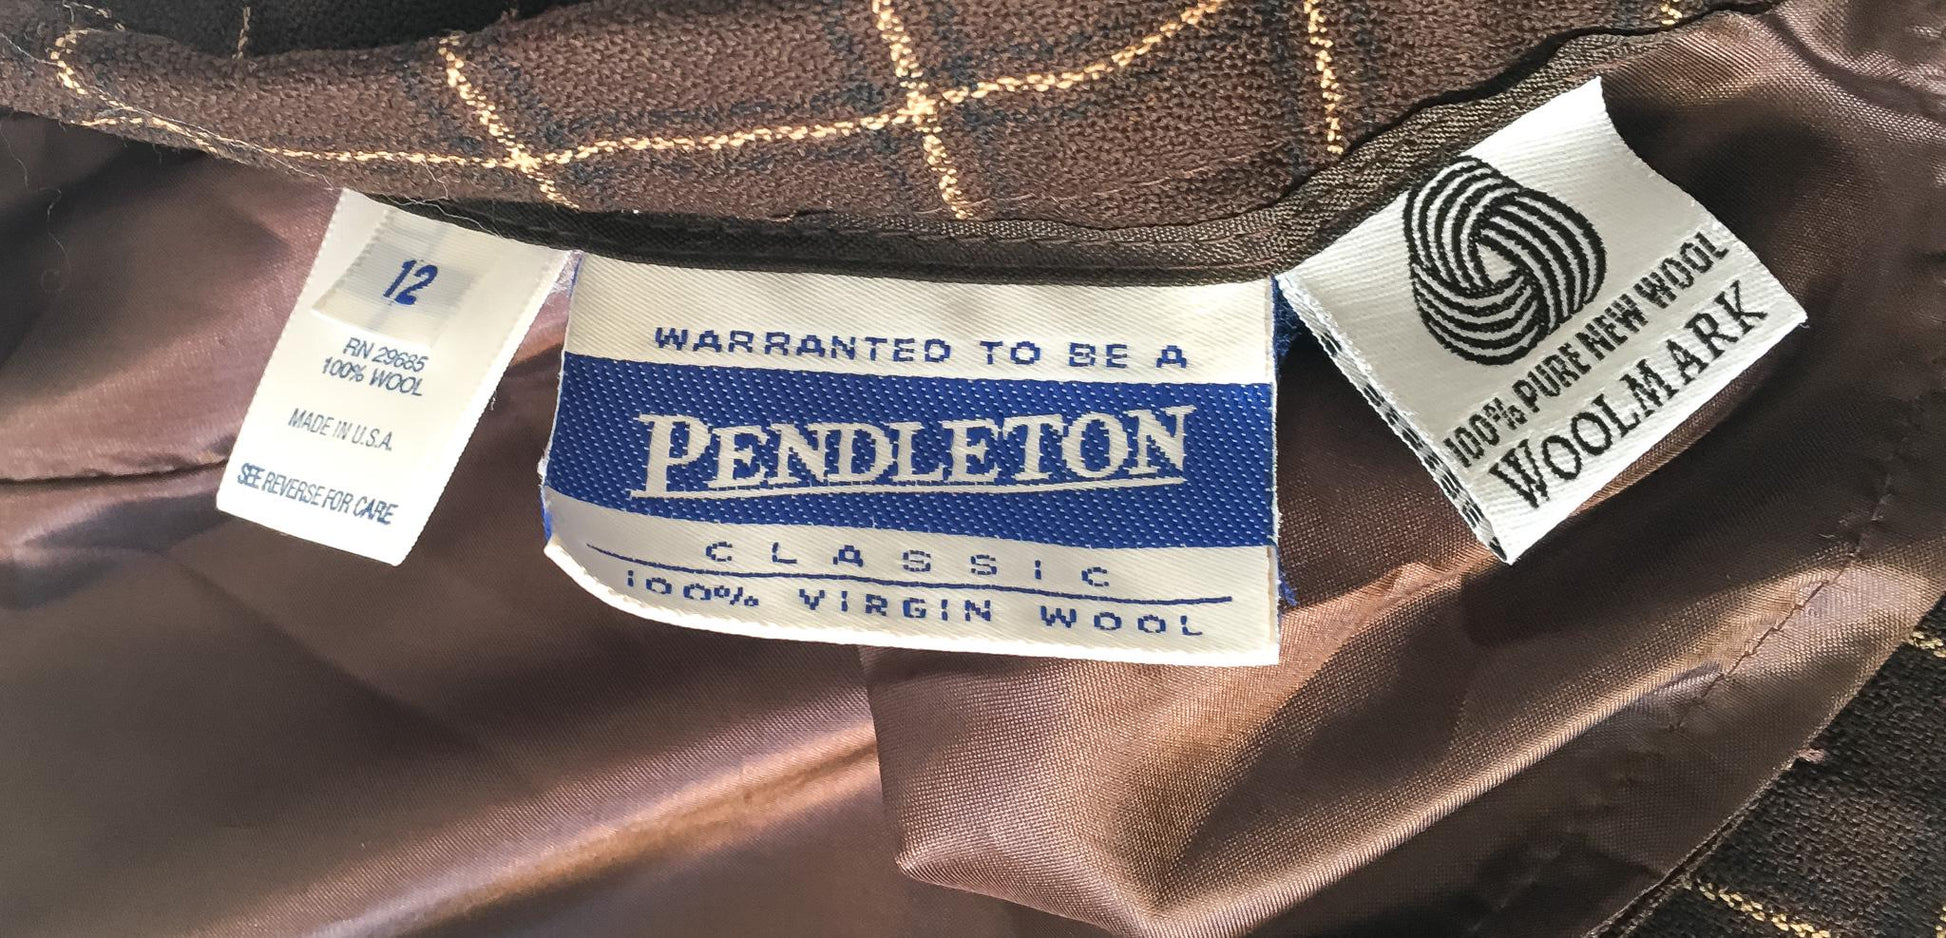 12
RN 29685
100% WOOL
MADE IN U.S.A.
SEE REVERSE FOR CARE
WARRANTED TO BE A
PENDLETON
CLASSIC
100% VIRGIN WOOL
100% PURE NEW WOOL
WOOLMARK